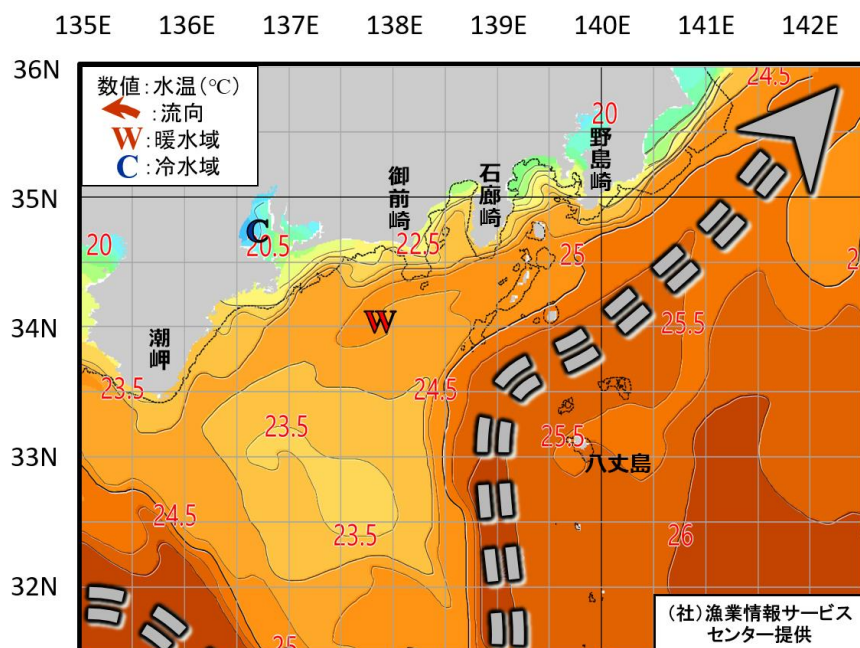 135E 136E 137E 138E 139E 140E 141E 142E
36N
数値:水温(℃)
:流向
W:暖水域
C:冷水域
24.5
20
野島崎
石廊崎
御前崎
35N
C
20
20.5
22.5
25
34N
W
25.5
潮岬
23.5
24.5
23.5
25.5
33N
八丈島
24.5
23.5
26
32N
25
(社)漁業情報サービス
センター提供